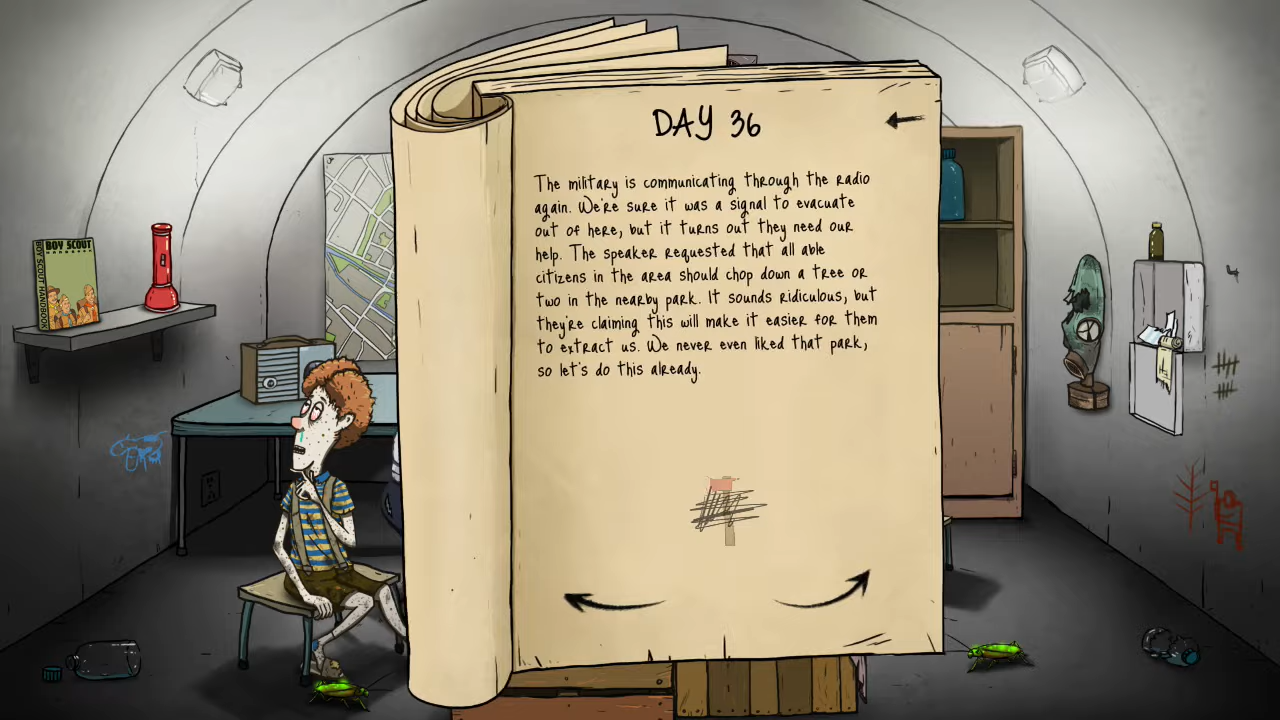 DAY 36
The military is communicating through the radio
again. We're sure it was a signal to evacuate
out of here, but it turns out they need our
help. The speaker requested that all able
citizens in the area should chop down a tree or
two in the nearby park. It sounds ridiculous, but
they're claiming this will make it easier for them
to extract us. We never even liked that park,
so let's do this already.
BOY SCOUT
BOY SCOUT HANDBOOK